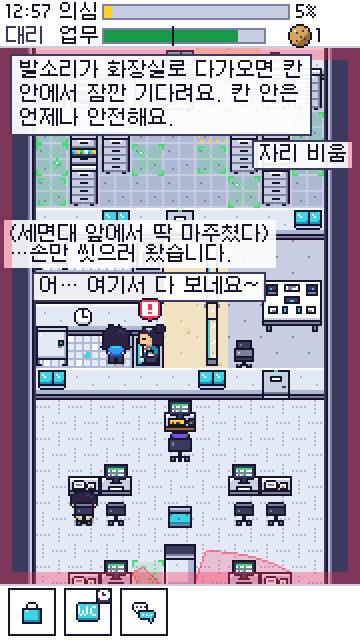 12:57 의심 5%
대리 업무 1
발소리가 화장실로 다가오면 칸
안에서 잠깐 기다려요. 칸 안은
언제나 안전해요.
자리 비움
(세면대 앞에서 딱 마주쳤다)
…손만 씻으러 왔습니다.
어… 여기서 다 보네요~
!
WC